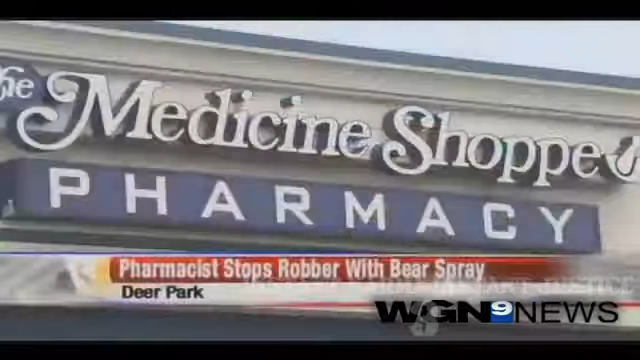 The Medicine Shoppe
PHARMACY
Pharmacist Stops Robber With Bear Spray
Deer Park
WGN9NEWS